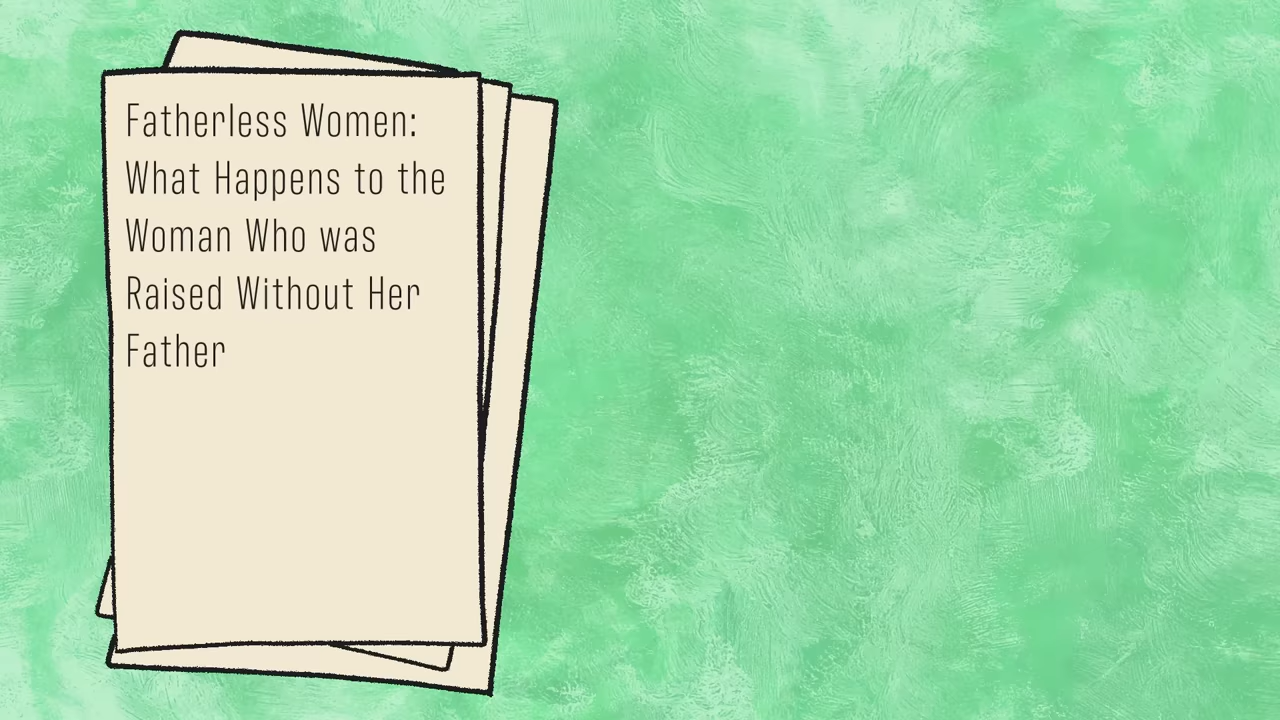 Fatherless Women:
What Happens to the
Woman Who was
Raised Without Her
Father